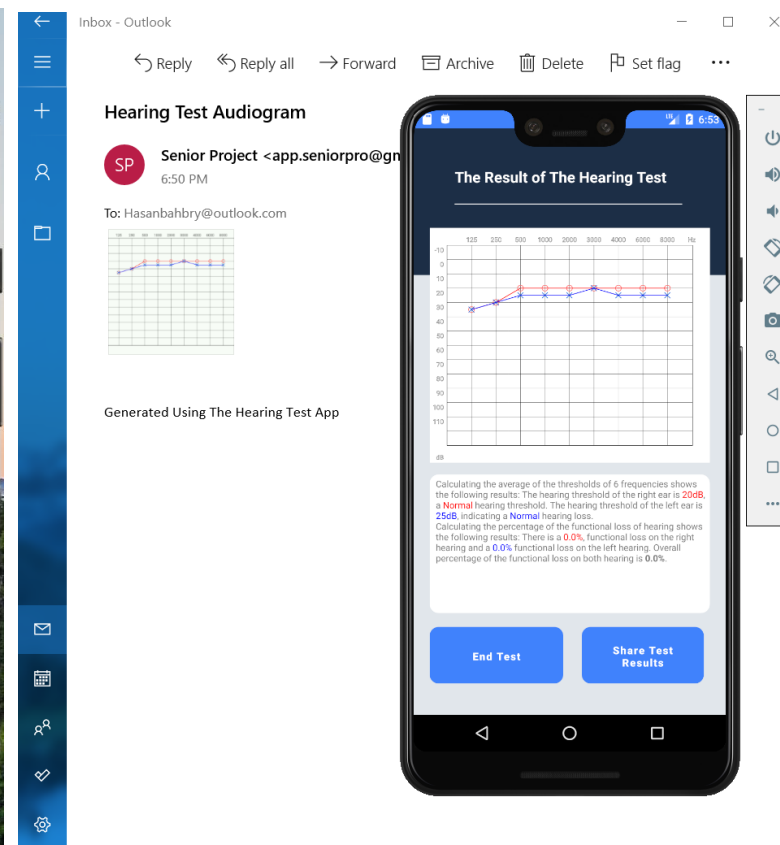 Inbox - Outlook
Reply
Reply all
Forward
Archive
Delete
Set flag
Hearing Test Audiogram
SP
Senior Project <app.seniorpro@gn
6:50 PM
To: Hasanbahbry@outlook.com
Generated Using The Hearing Test App
LTE
6:53
The Result of The Hearing Test
125 250 500 1000 2000 3000 4000 6000 8000 Hz
-10
0
10
20
30
40
50
60
70
80
90
100
110
dB
Calculating the average of the thresholds of 6 frequencies shows
the following results: The hearing threshold of the right ear is 20dB,
a Normal hearing threshold. The hearing threshold of the left ear is
25dB, indicating a Normal hearing loss.
Calculating the percentage of the functional loss of hearing shows
the following results: There is a 0.0%, functional loss on the right
hearing and a 0.0% functional loss on the left hearing. Overall
percentage of the functional loss on both hearing is 0.0%.
End Test
Share Test
Results